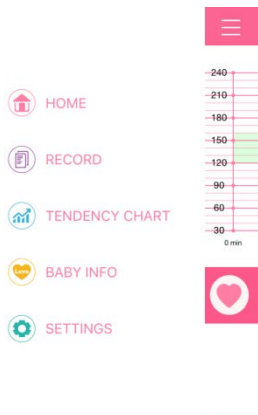 HOME
RECORD
TENDENCY CHART
Love
BABY INFO
SETTINGS
240
210
180
150
120
90
60
30
0 min